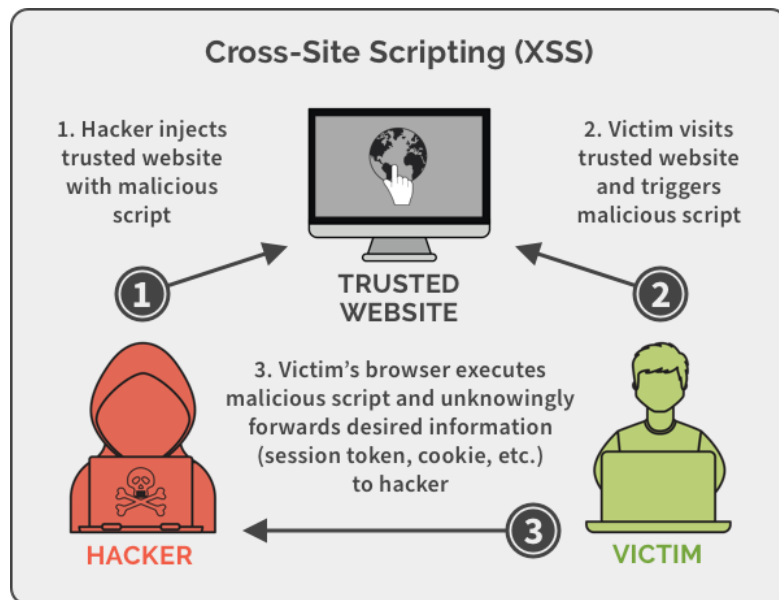 Cross-Site Scripting (XSS)
1. Hacker injects
trusted website
with malicious
script
2. Victim visits
trusted website
and triggers
malicious script
1
TRUSTED
WEBSITE
2
3. Victim's browser executes
malicious script and unknowingly
forwards desired information
(session token, cookie, etc.)
to hacker
3
HACKER
VICTIM